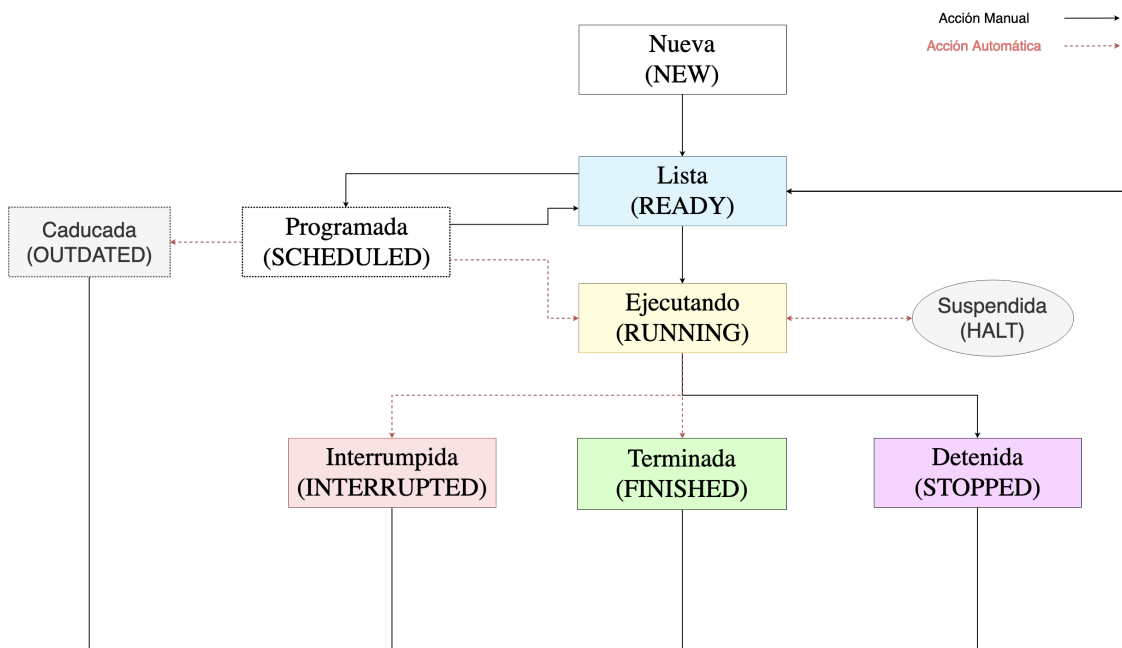 Acción Manual
Acción Automática
Nueva
(NEW)
Lista
(READY)
Caducada
(OUTDATED)
Programada
(SCHEDULED)
Ejecutando
(RUNNING)
Suspendida
(HALT)
Interrumpida
(INTERRUPTED)
Terminada
(FINISHED)
Detenida
(STOPPED)